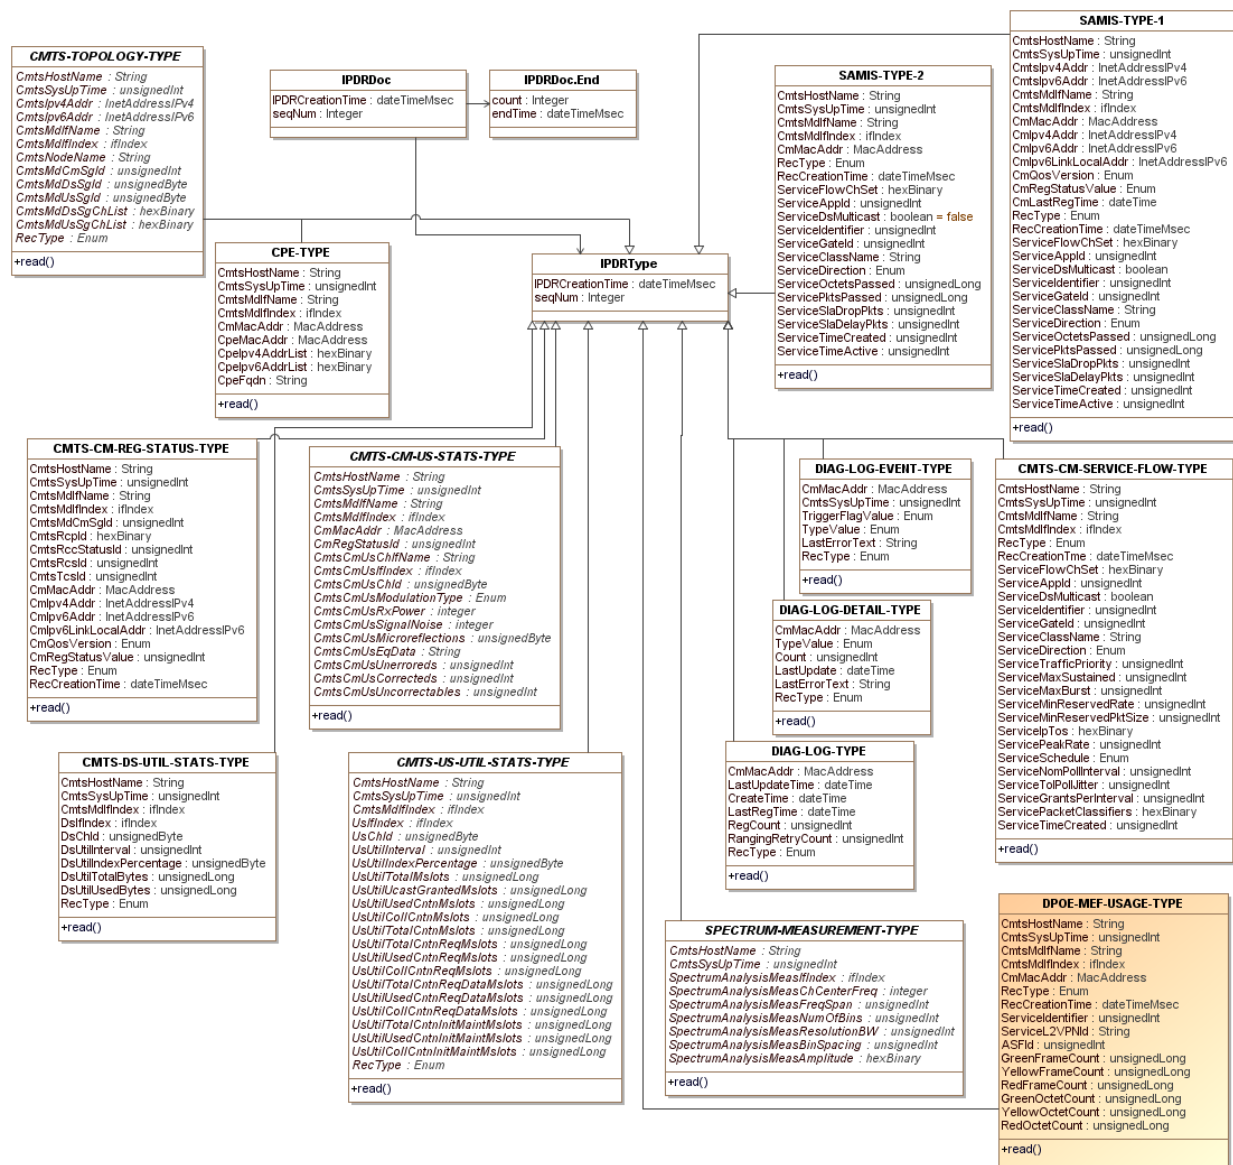 CMTS-TOPOLOGY-TYPE
CmtsHostName : String
CmtsSysUpTime : unsignedInt
CmtsIpv4Addr : InetAddressIPv4
CmtsIpv6Addr : InetAddressIPv6
CmtsMdIfName : String
CmtsMdIfIndex : ifIndex
CmtsNodeName : String
CmtsMdCmSgId : unsignedInt
CmtsMdDsSgId : unsignedByte
CmtsMdUsSgId : unsignedByte
CmtsMdDsSgChList : hexBinary
CmtsMdUsSgChList : hexBinary
RecType : Enum
+read()
IPDRDoc
IPDRCreationTime : dateTimeMsec
seqNum : Integer
IPDRDoc.End
count : Integer
endTime : dateTimeMsec
SAMIS-TYPE-2
CmtsHostName : String
CmtsSysUpTime : unsignedInt
CmtsMdIfName : String
CmtsMdIfIndex : ifIndex
CmMacAddr : MacAddress
RecType : Enum
RecCreationTime : dateTimeMsec
ServiceFlowChSet : hexBinary
ServiceAppId : unsignedInt
ServiceDsMulticast : boolean = false
ServiceIdentifier : unsignedInt
ServiceGateId : unsignedInt
ServiceClassName : String
ServiceDirection : Enum
ServiceOctetsPassed : unsignedLong
ServicePktsPassed : unsignedLong
ServiceSlaDropPkts : unsignedInt
ServiceSlaDelayPkts : unsignedInt
ServiceTimeCreated : unsignedInt
ServiceTimeActive : unsignedInt
+read()
SAMIS-TYPE-1
CmtsHostName : String
CmtsSysUpTime : unsignedInt
CmtsIpv4Addr : InetAddressIPv4
CmtsIpv6Addr : InetAddressIPv6
CmtsMdIfName : String
CmtsMdIfIndex : ifIndex
CmMacAddr : MacAddress
CmIpv4Addr : InetAddressIPv4
CmIpv6Addr : InetAddressIPv6
CmIpv6LinkLocalAddr : InetAddressIPv6
CmQosVersion : Enum
CmRegStatusValue : Enum
CmLastRegTime : dateTime
RecType : Enum
RecCreationTime : dateTimeMsec
ServiceFlowChSet : hexBinary
ServiceAppId : unsignedInt
ServiceDsMulticast : boolean
ServiceIdentifier : unsignedInt
ServiceGateId : unsignedInt
ServiceClassName : String
ServiceDirection : Enum
ServiceOctetsPassed : unsignedLong
ServicePktsPassed : unsignedLong
ServiceSlaDropPkts : unsignedInt
ServiceSlaDelayPkts : unsignedInt
ServiceTimeCreated : unsignedInt
ServiceTimeActive : unsignedInt
+read()
CPE-TYPE
CmtsHostName : String
CmtsSysUpTime : unsignedInt
CmtsMdIfName : String
CmtsMdIfIndex : ifIndex
CmMacAddr : MacAddress
CpeMacAddr : MacAddress
CpeIpv4AddrList : hexBinary
CpeIpv6AddrList : hexBinary
CpeFqdn : String
+read()
IPDRType
IPDRCreationTime : dateTimeMsec
seqNum : Integer
CMTS-CM-REG-STATUS-TYPE
CmtsHostName : String
CmtsSysUpTime : unsignedInt
CmtsMdIfName : String
CmtsMdIfIndex : ifIndex
CmtsMdCmSgId : unsignedInt
CmtsRcpId : hexBinary
CmtsRccStatusId : unsignedInt
CmtsRcsId : unsignedInt
CmtsTcsId : unsignedInt
CmMacAddr : MacAddress
CmIpv4Addr : InetAddressIPv4
CmIpv6Addr : InetAddressIPv6
CmIpv6LinkLocalAddr : InetAddressIPv6
CmQosVersion : Enum
CmRegStatusValue : unsignedInt
RecType : Enum
RecCreationTime : dateTimeMsec
+read()
CMTS-CM-US-STATS-TYPE
CmtsHostName : String
CmtsSysUpTime : unsignedInt
CmtsMdIfName : String
CmtsMdIfIndex : ifIndex
CmMacAddr : MacAddress
CmRegStatusId : unsignedInt
CmtsCmUsChIfName : String
CmtsCmUsIfIndex : ifIndex
CmtsCmUsChId : unsignedByte
CmtsCmUsModulationType : Enum
CmtsCmUsRxPower : integer
CmtsCmUsSignalNoise : integer
CmtsCmUsMicroreflections : unsignedByte
CmtsCmUsEqData : String
CmtsCmUsUnerroreds : unsignedInt
CmtsCmUsCorrecteds : unsignedInt
CmtsCmUsUncorrectables : unsignedInt
+read()
DIAG-LOG-EVENT-TYPE
CmMacAddr : MacAddress
CmtsSysUpTime : unsignedInt
TriggerFlagValue : Enum
TypeValue : Enum
LastErrorText : String
RecType : Enum
+read()
CMTS-CM-SERVICE-FLOW-TYPE
CmtsHostName : String
CmtsSysUpTime : unsignedInt
CmtsMdIfName : String
CmtsMdIfIndex : ifIndex
RecType : Enum
RecCreationTme : dateTimeMsec
ServiceFlowChSet : hexBinary
ServiceAppId : unsignedInt
ServiceDsMulticast : boolean
ServiceIdentifier : unsignedInt
ServiceGateId : unsignedInt
ServiceClassName : String
ServiceDirection : Enum
ServiceTrafficPriority : unsignedInt
ServiceMaxSustained : unsignedInt
ServiceMaxBurst : unsignedInt
ServiceMinReservedRate : unsignedInt
ServiceMinReservedPktSize : unsignedInt
ServiceIpTos : hexBinary
ServicePeakRate : unsignedInt
ServiceSchedule : Enum
ServiceNomPollInterval : unsignedInt
ServiceTolPollJitter : unsignedInt
ServiceGrantsPerInterval : unsignedInt
ServicePacketClassifiers : hexBinary
ServiceTimeCreated : unsignedInt
+read()
DIAG-LOG-DETAIL-TYPE
CmMacAddr : MacAddress
TypeValue : Enum
Count : unsignedInt
LastUpdate : dateTime
LastErrorText : String
RecType : Enum
+read()
CMTS-DS-UTIL-STATS-TYPE
CmtsHostName : String
CmtsSysUpTime : unsignedInt
CmtsMdIfIndex : ifIndex
DsIfIndex : ifIndex
DsChId : unsignedByte
DsUtilInterval : unsignedInt
DsUtilIndexPercentage : unsignedByte
DsUtilTotalBytes : unsignedLong
DsUtilUsedBytes : unsignedLong
RecType : Enum
+read()
CMTS-US-UTIL-STATS-TYPE
CmtsHostName : String
CmtsSysUpTime : unsignedInt
CmtsMdIfIndex : ifIndex
UsIfIndex : ifIndex
UsChId : unsignedByte
UsUtilInterval : unsignedInt
UsUtilIndexPercentage : unsignedByte
UsUtilTotalMslots : unsignedLong
UsUtilUcastGrantedMslots : unsignedLong
UsUtilUsedCntnMslots : unsignedLong
UsUtilCollCntnMslots : unsignedLong
UsUtilTotalCntnMslots : unsignedLong
UsUtilTotalCntnReqMslots : unsignedLong
UsUtilUsedCntnReqMslots : unsignedLong
UsUtilCollCntnReqMslots : unsignedLong
UsUtilTotalCntnReqDataMslots : unsignedLong
UsUtilUsedCntnReqDataMslots : unsignedLong
UsUtilCollCntnReqDataMslots : unsignedLong
UsUtilTotalCntnInitMaintMslots : unsignedLong
UsUtilUsedCntnInitMaintMslots : unsignedLong
UsUtilCollCntnInitMaintMslots : unsignedLong
RecType : Enum
+read()
DIAG-LOG-TYPE
CmMacAddr : MacAddress
LastUpdateTime : dateTime
CreateTime : dateTime
LastRegTime : dateTime
RegCount : unsignedInt
RangingRetryCount : unsignedInt
RecType : Enum
+read()
SPECTRUM-MEASUREMENT-TYPE
CmtsHostName : String
CmtsSysUpTime : unsignedInt
SpectrumAnalysisMeasIfIndex : ifIndex
SpectrumAnalysisMeasChCenterFreq : integer
SpectrumAnalysisMeasFreqSpan : unsignedInt
SpectrumAnalysisMeasNumOfBins : unsignedInt
SpectrumAnalysisMeasResolutionBW : unsignedInt
SpectrumAnalysisMeasBinSpacing : unsignedInt
SpectrumAnalysisMeasAmplitude : hexBinary
+read()
DPOE-MEF-USAGE-TYPE
CmtsHostName : String
CmtsSysUpTime : unsignedInt
CmtsMdIfName : String
CmtsMdIfIndex : ifIndex
CmMacAddr : MacAddress
RecType : Enum
RecCreationTime : dateTimeMsec
ServiceIdentifier : unsignedInt
ServiceL2VPNId : String
ASFId : unsignedInt
GreenFrameCount : unsignedLong
YellowFrameCount : unsignedLong
RedFrameCount : unsignedLong
GreenOctetCount : unsignedLong
YellowOctetCount : unsignedLong
RedOctetCount : unsignedLong
+read()